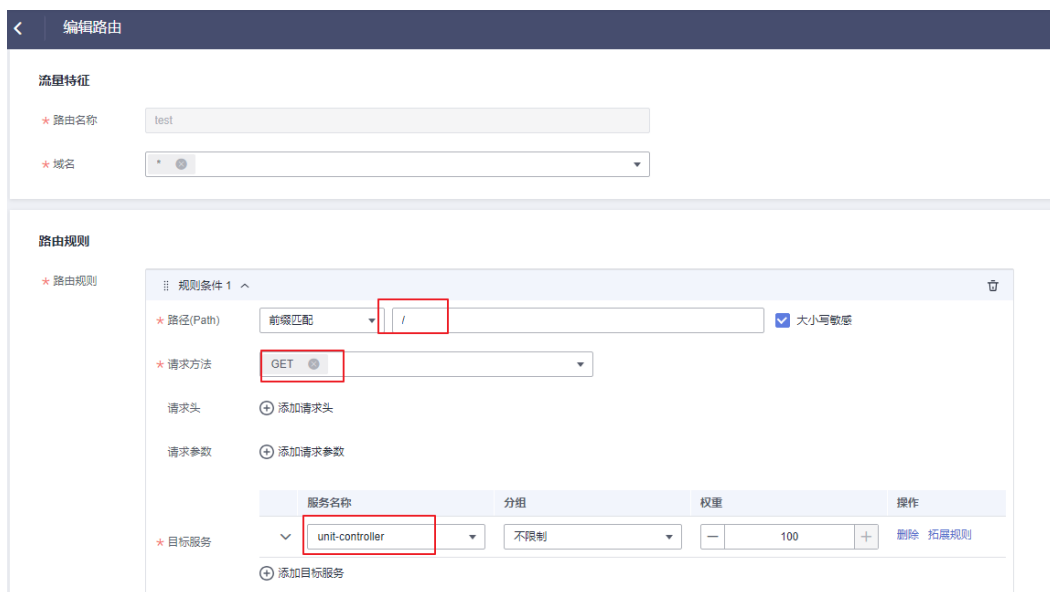 编辑路由
流量特征
* 路由名称 test
* 域名 *
路由规则
* 路由规则 规则条件 1
* 路径(Path) 前缀匹配 / 大小写敏感
* 请求方法 GET
请求头 添加请求头
请求参数 添加请求参数
服务名称 分组 权重 操作
* 目标服务 unit-controller 不限制 — 100 + 删除 拓展规则
添加目标服务